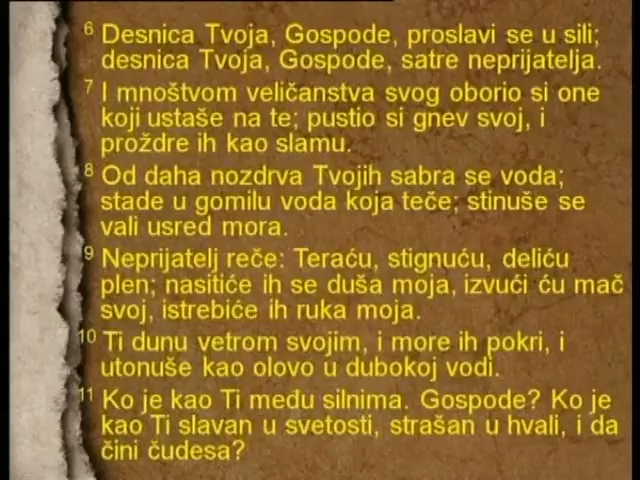 6 Desnica Tvoja, Gospode, proslavi se u sili;
desnica Tvoja, Gospode, satre neprijatelja.
7 I mnoštvom veličanstva svog oborio si one
koji ustaše na te; pustio si gnev svoj, i
proždre ih kao slamu.
8 Od daha nozdrva Tvojih sabra se voda;
stade u gomilu voda koja teče; stinuše se
vali usred mora.
9 Neprijatelj reče: Teraću, stignuću, deliću
plen; nasitiće ih se duša moja, izvući ću mač
svoj, istrebiće ih ruka moja.
10 Ti dunu vetrom svojim, i more ih pokri, i
utonuše kao olovo u dubokoj vodi.
11 Ko je kao Ti među silnima. Gospode? Ko je
kao Ti slavan u svetosti, strašan u hvali, i da
čini čudesa?